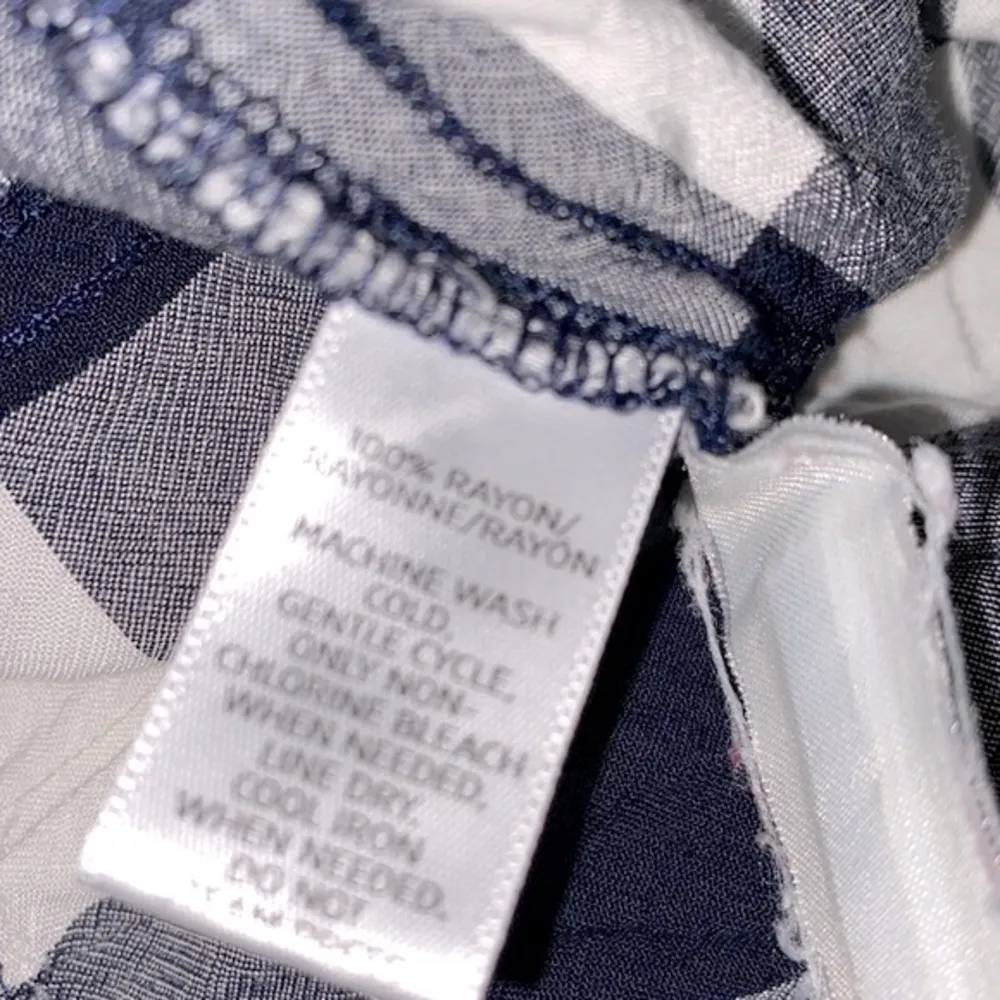 100% RAYON/
RAYONNE/RAYÓN
MACHINE WASH
COLD,
GENTLE CYCLE,
ONLY NON-
CHLORINE BLEACH
WHEN NEEDED,
LINE DRY,
COOL IRON
WHEN NEEDED,
DO NOT